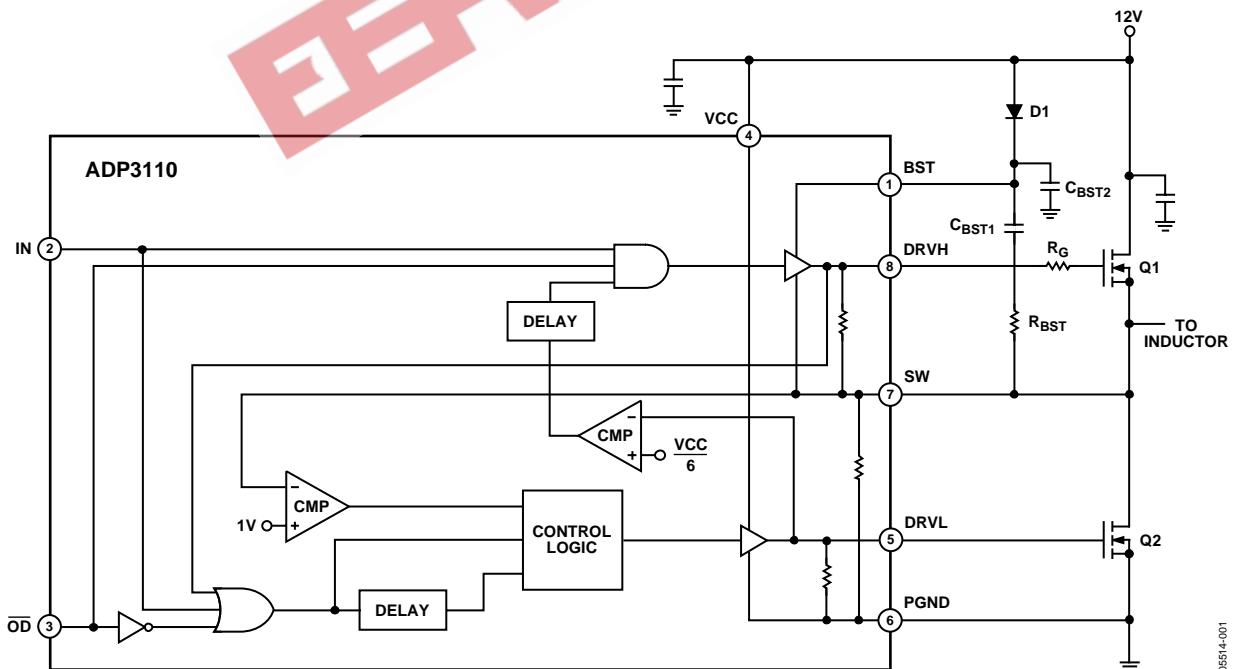 12V
VCC
4
D1
ADP3110
BST
1
CBST2
CBST1
IN 2
DRVH
8
RG
Q1
DELAY
RBST
TO
INDUCTOR
SW
7
−
CMP
+
VCC
6
−
CMP
1V
+
CONTROL
LOGIC
DRVL
5
Q2
DELAY
PGND
6
OD 3
05514-001